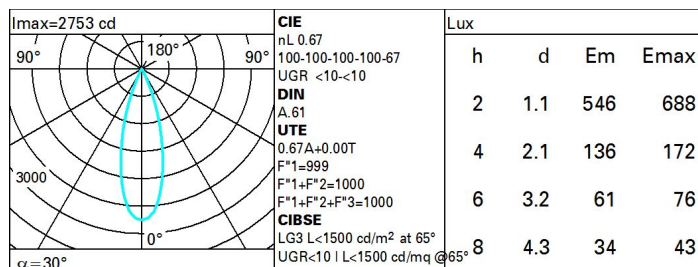 Imax=2753 cd
90°
180°
90°
3000
0°
α=30°
CIE
nL 0.67
100-100-100-100-67
UGR <10-<10
DIN
A.61
UTE
0.67A+0.00T
F"1=999
F"1+F"2=1000
F"1+F"2+F"3=1000
CIBSE
LG3 L<1500 cd/m² at 65°
UGR<10 | L<1500 cd/mq @65°
Lux
h d Em Emax
2 1.1 546 688
4 2.1 136 172
6 3.2 61 76
8 4.3 34 43